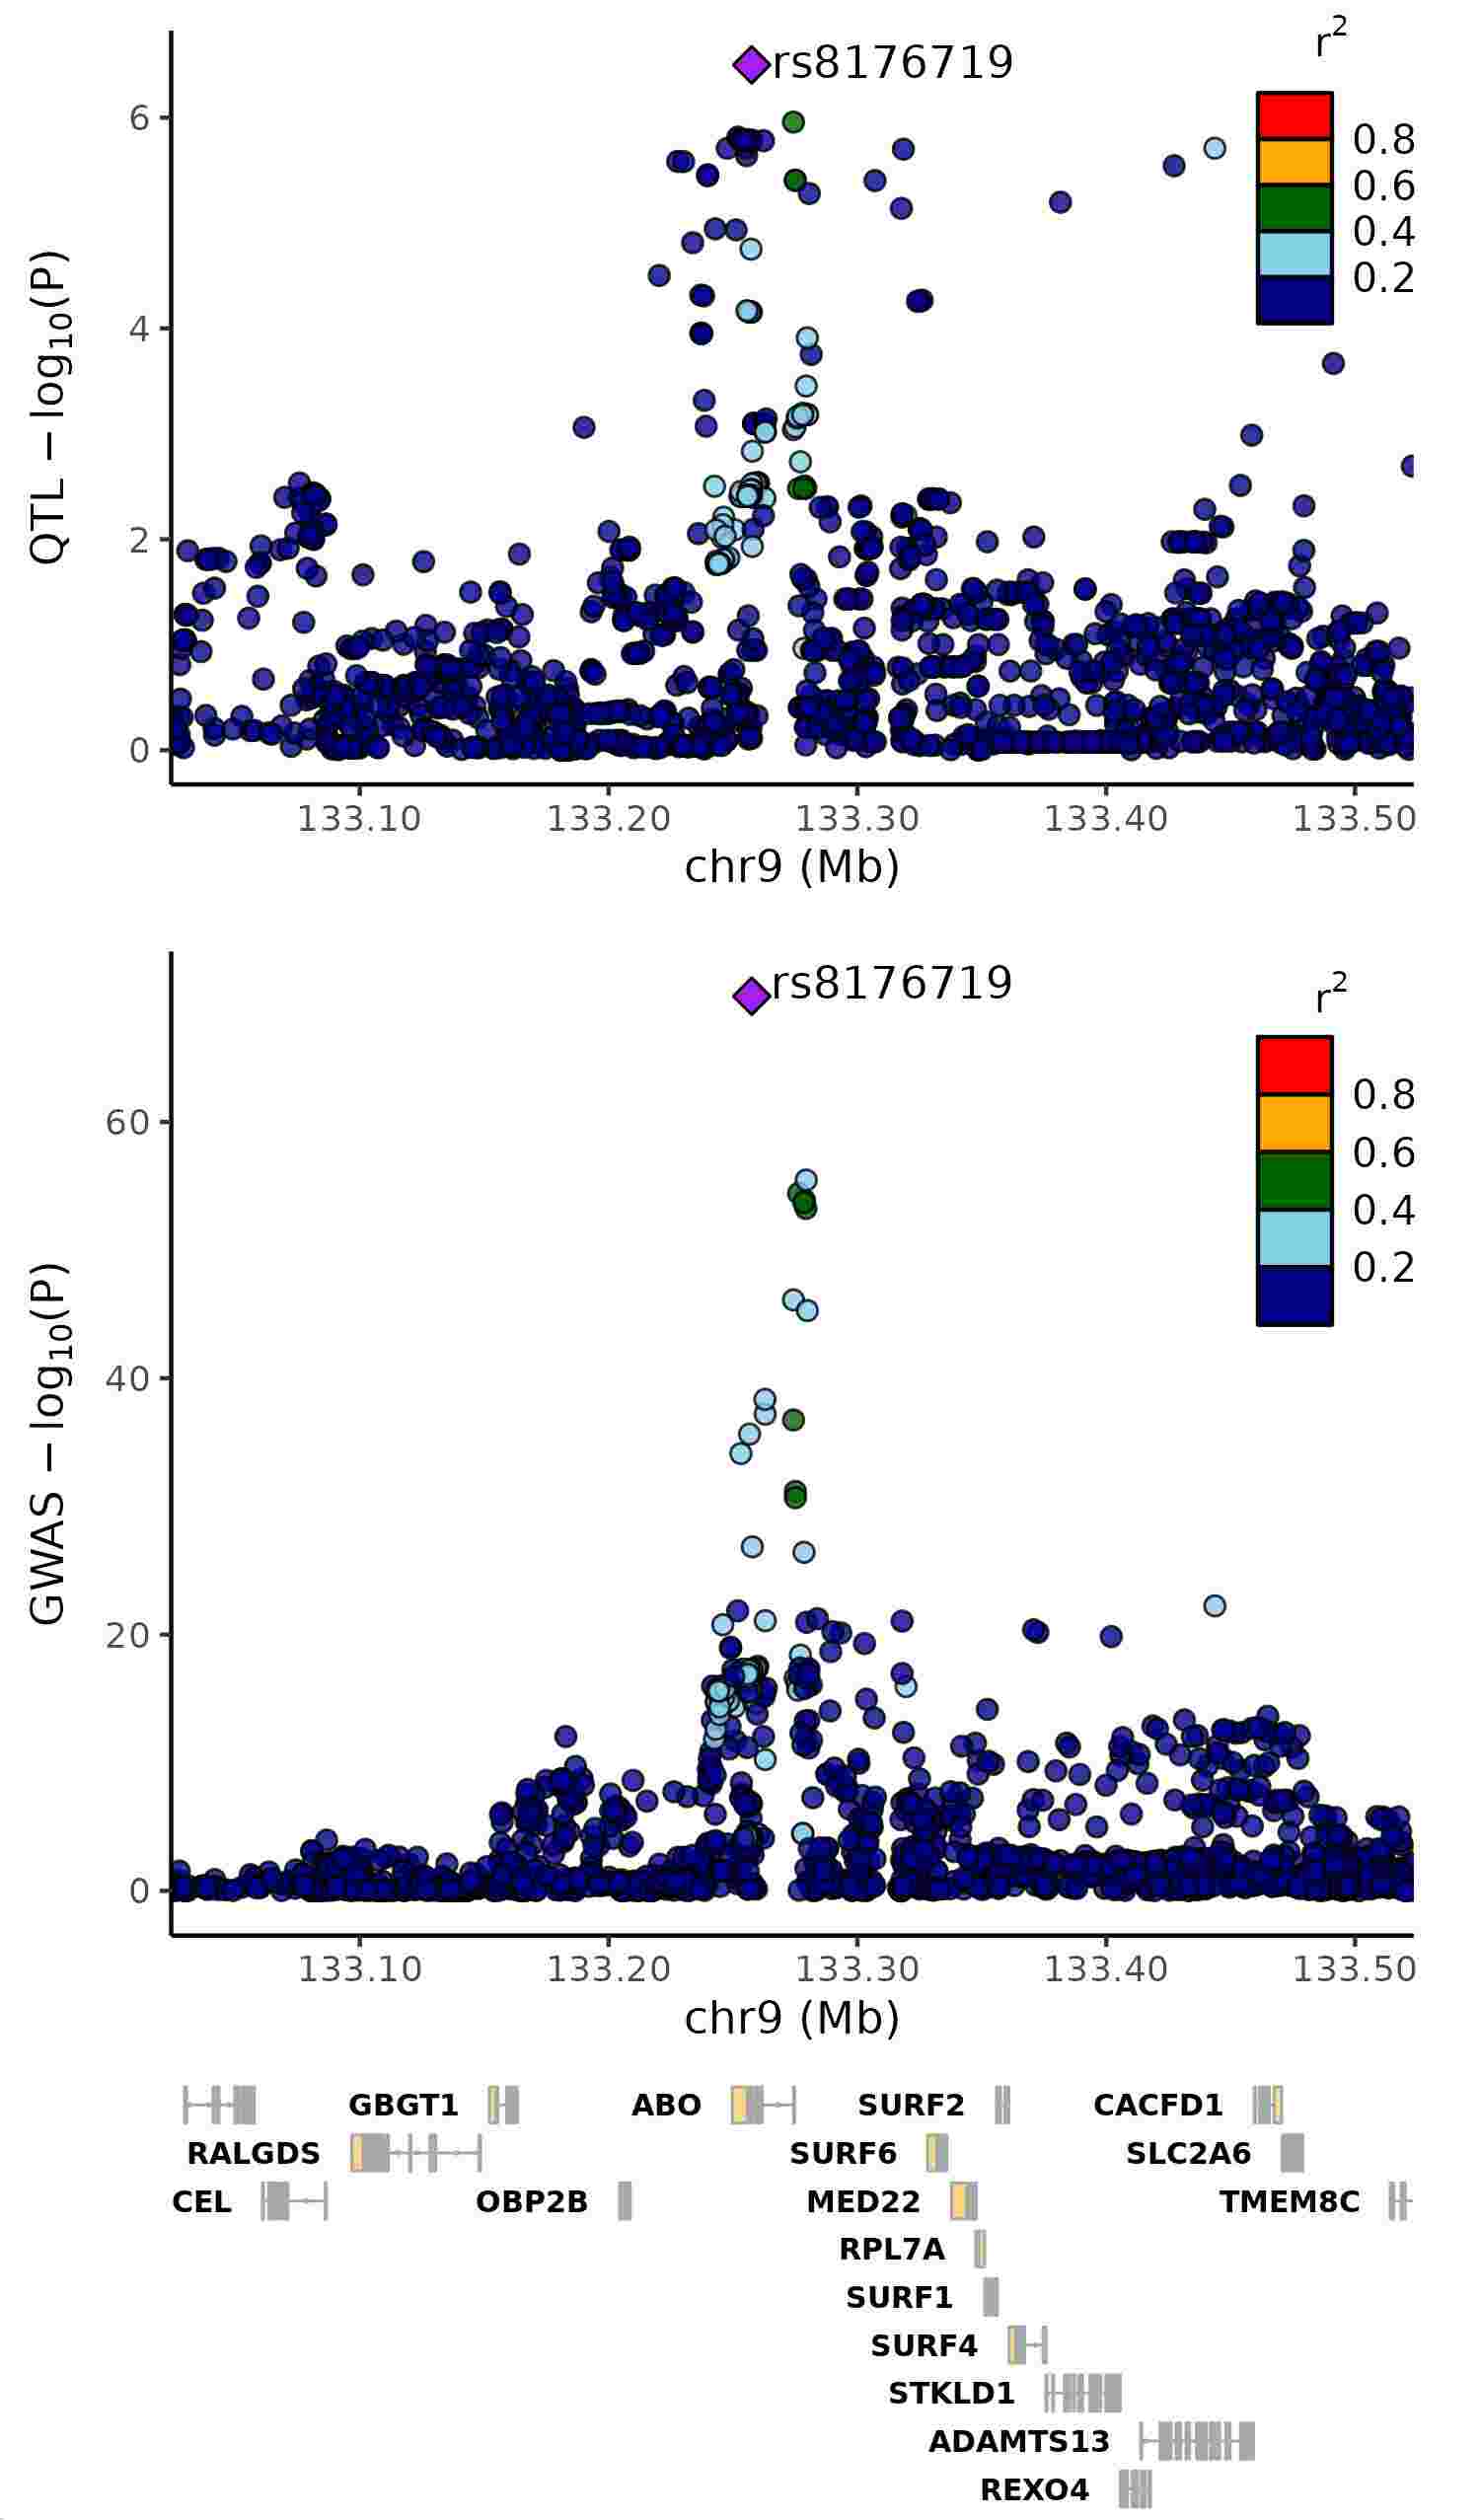 rs8176719
r²
0.8
0.6
0.4
0.2
6
4
2
0
QTL − log₁₀(P)
133.10 133.20 133.30 133.40 133.50
chr9 (Mb)
rs8176719
r²
0.8
0.6
0.4
0.2
60
40
20
0
GWAS − log₁₀(P)
133.10 133.20 133.30 133.40 133.50
chr9 (Mb)
GBGT1 ABO SURF2 CACFD1
RALGDS SURF6 SLC2A6
CEL OBP2B MED22 TMEM8C
RPL7A
SURF1
SURF4
STKLD1
ADAMTS13
REXO4